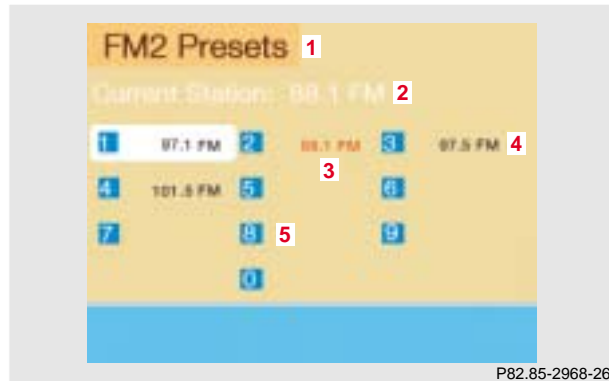 FM2 Presets 1
Current Station: 88.1 FM 2
1 97.1 FM 2 88.1 FM 3 97.5 FM 4
3
4 101.5 FM 5 6
7 8 5 9
0
P82.85-2968-26